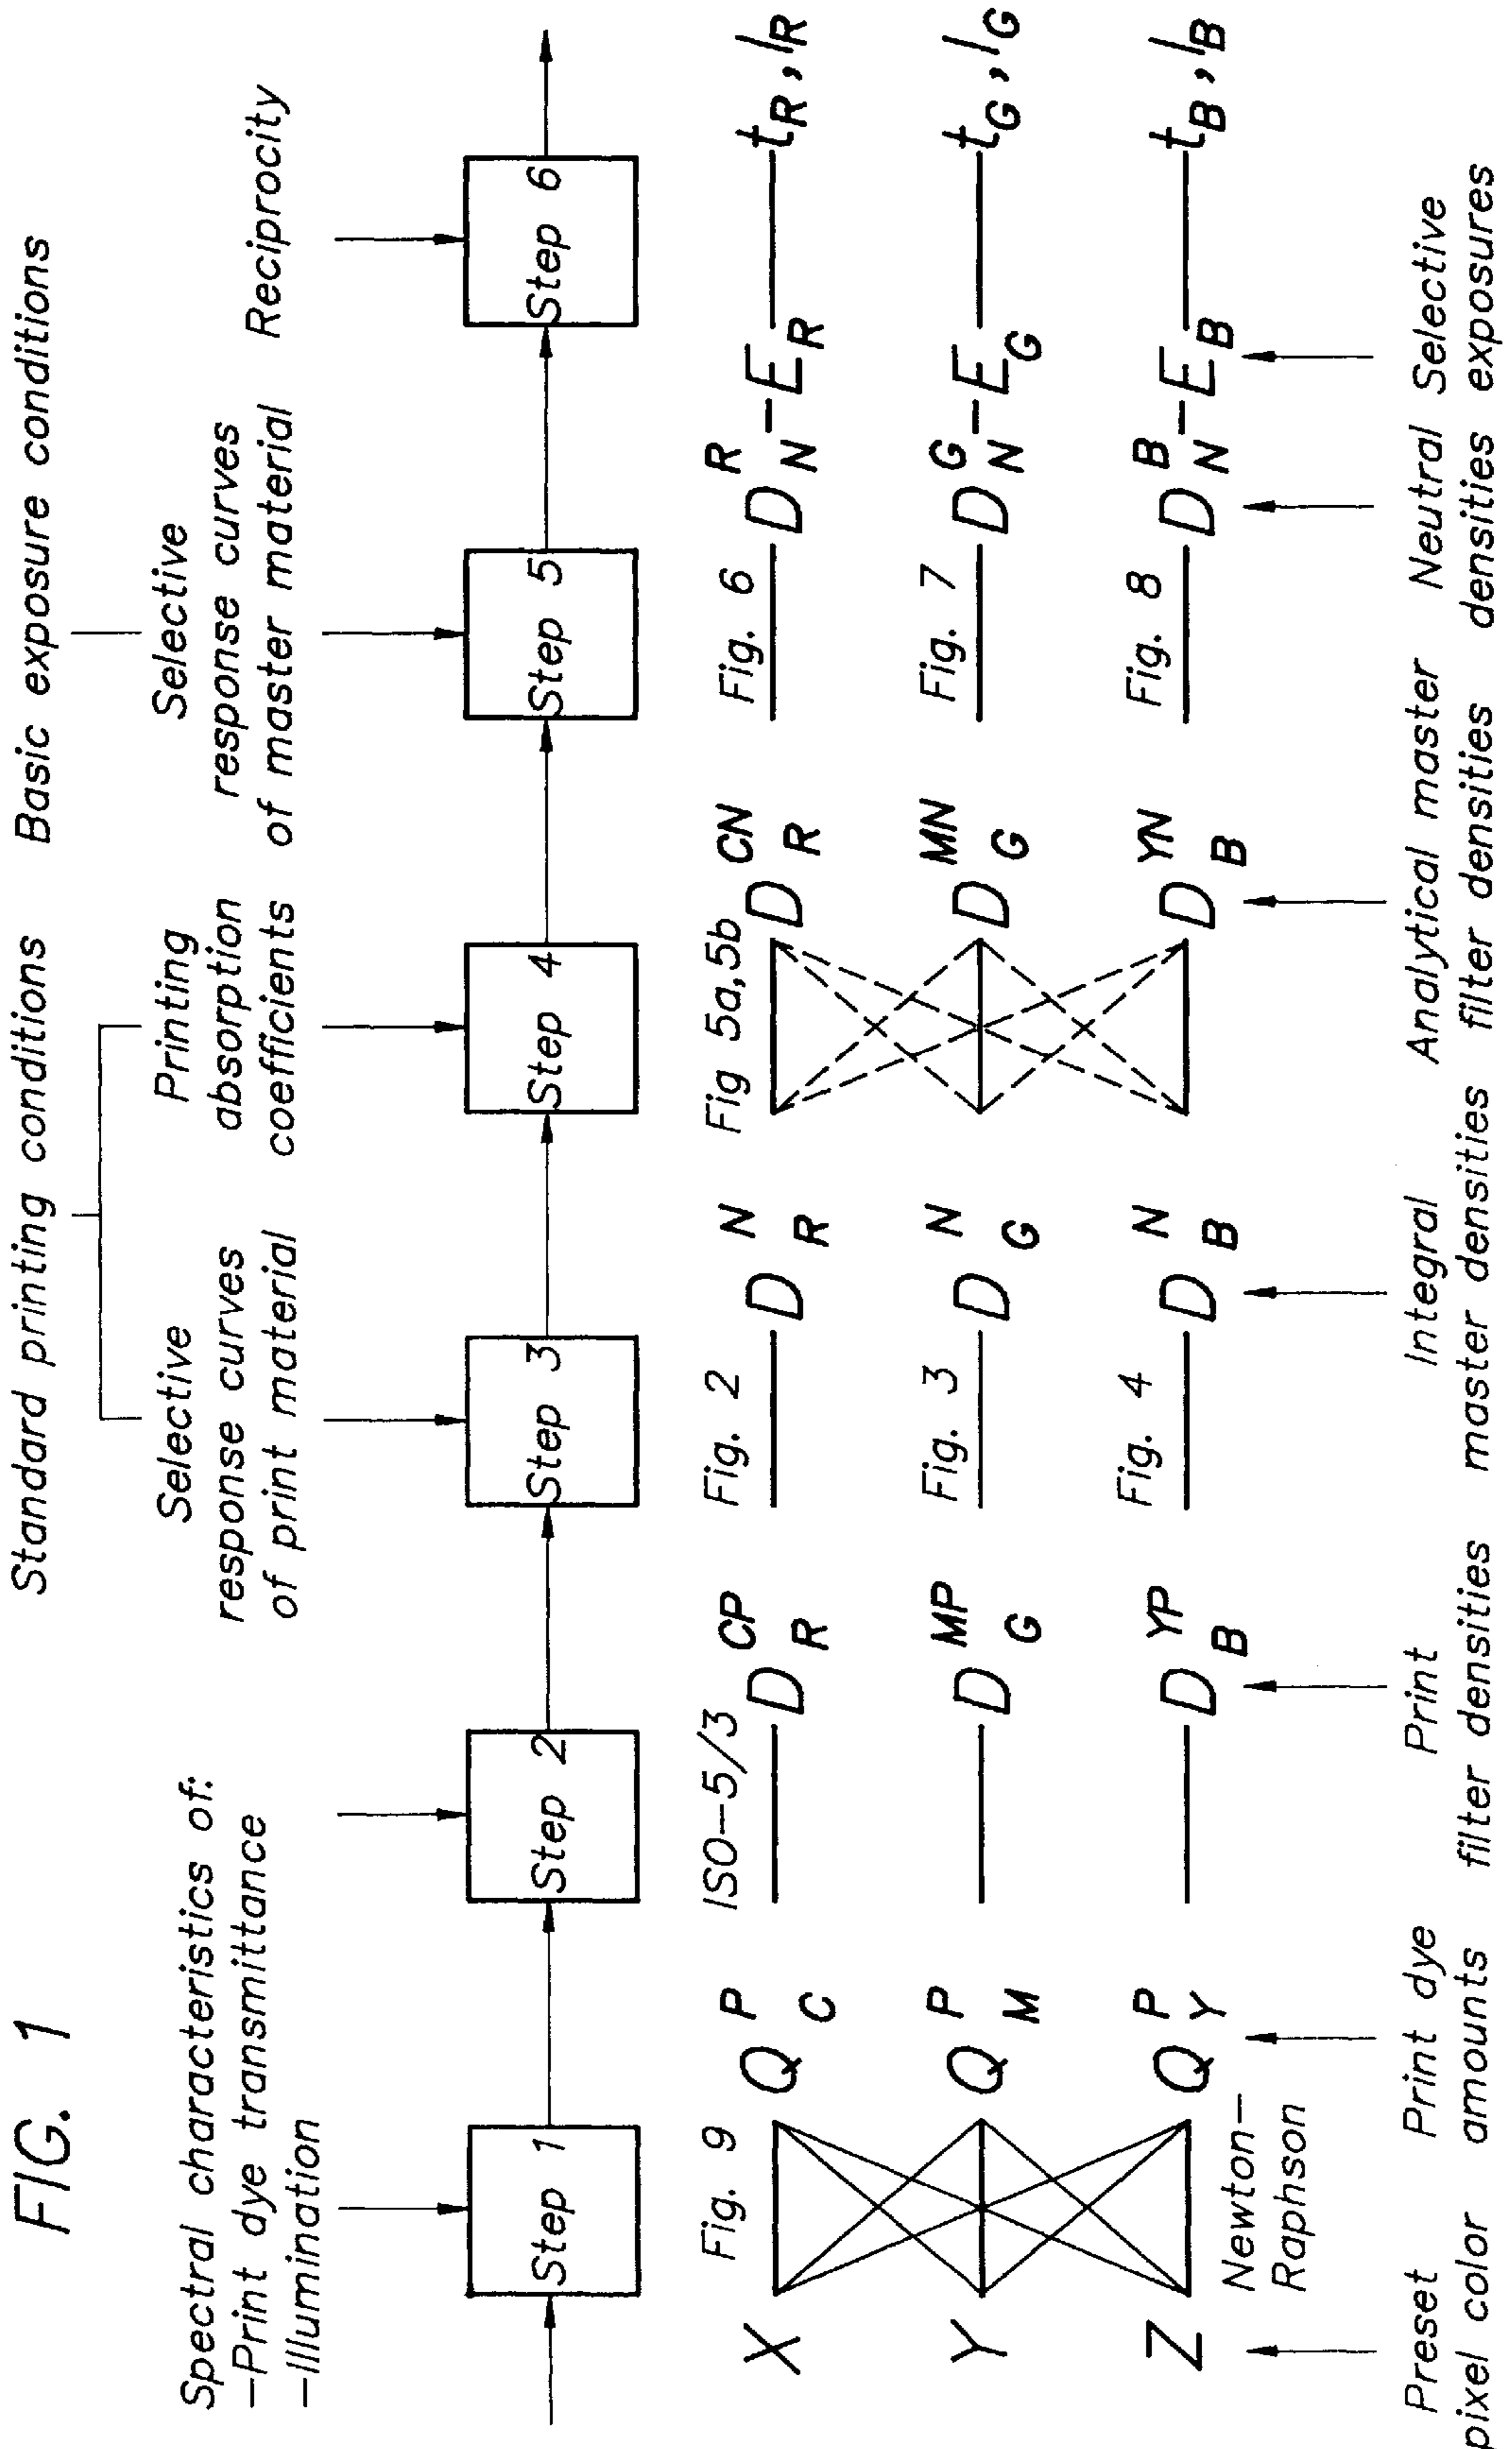 FIG. 1
Standard printing conditions
Basic exposure conditions
Spectral characteristics of:
-Print dye transmittance
-Illumination
Selective
response curves
of print material
Printing
absorption
coefficients
Selective
response curves
of master material
Reciprocity
Step 1
Step 2
Step 3
Step 4
Step 5
Step 6
Fig. 9
ISO-5/3
Fig. 2
Fig 5a,5b
Fig. 6
X
Q P C
D CP R
D N R
D CN R
D R N - E R
t R , I R
Fig. 3
Fig. 7
Y
Q P M
D MP G
D N G
D MN G
D G N - E G
t G , I G
Fig. 4
Fig. 8
Z
Q P Y
D YP B
D N B
D YN B
D B N - E B
t B , I B
Newton-
Raphson
Preset
pixel color
Print dye
amounts
Print
filter densities
Integral
master densities
Analytical master
filter densities
Neutral
densities
Selective
exposures